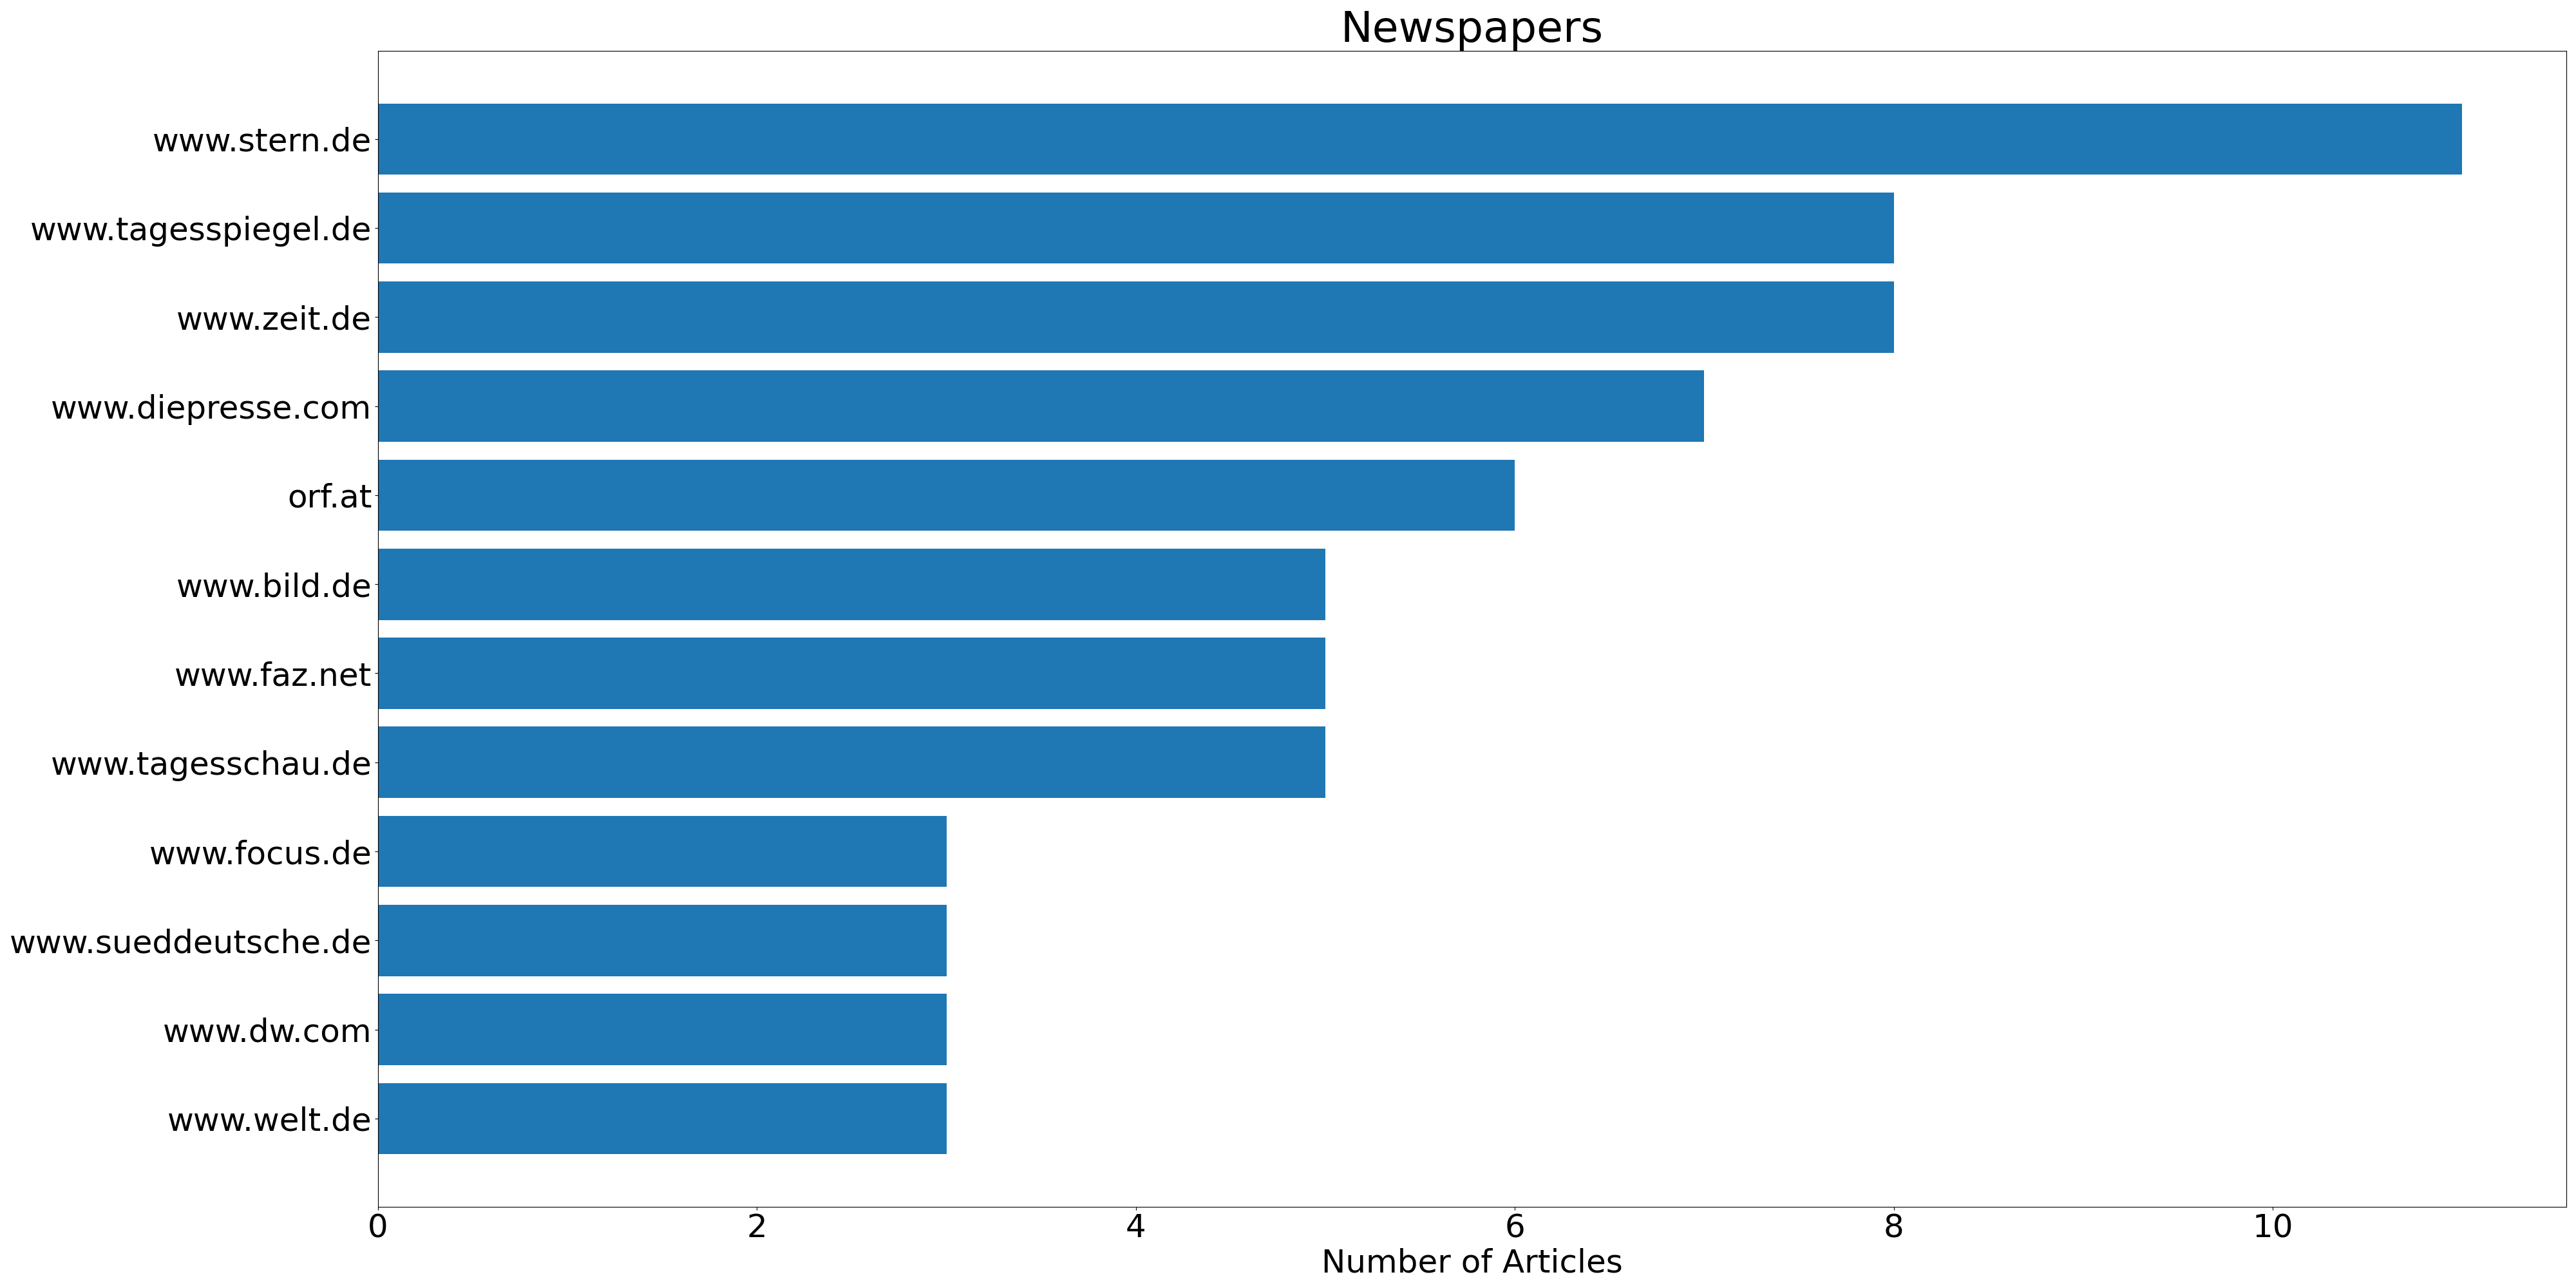 Newspapers
www.stern.de
www.tagesspiegel.de
www.zeit.de
www.diepresse.com
orf.at
www.bild.de
www.faz.net
www.tagesschau.de
www.focus.de
www.sueddeutsche.de
www.dw.com
www.welt.de
0 2 4 6 8 10
Number of Articles